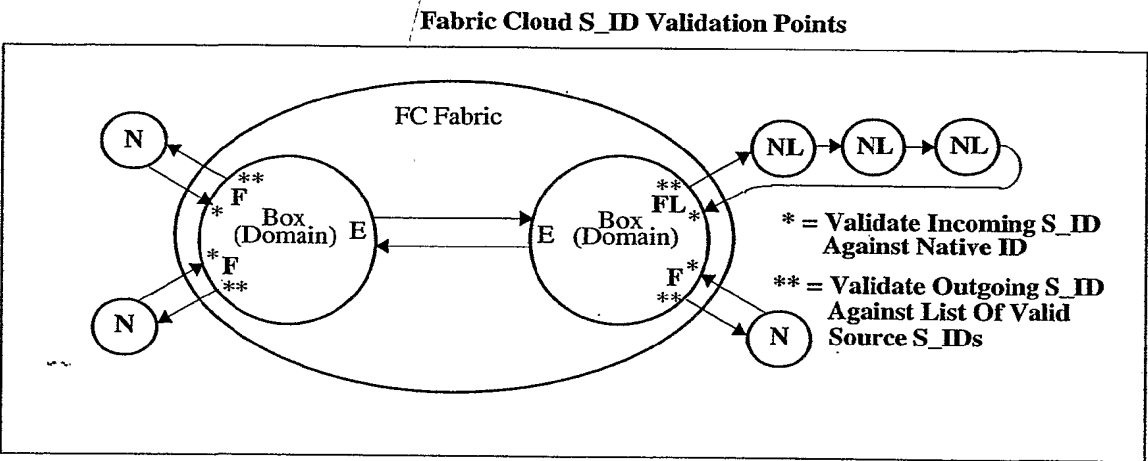 Fabric Cloud S_ID Validation Points
FC Fabric
N
**
F
*
Box
(Domain)
E
*
F
**
N
E
Box
(Domain)
**
FL
*
F
*
**
N
NL
NL
NL
* = Validate Incoming S_ID
Against Native ID
** = Validate Outgoing S_ID
Against List Of Valid
Source S_IDs